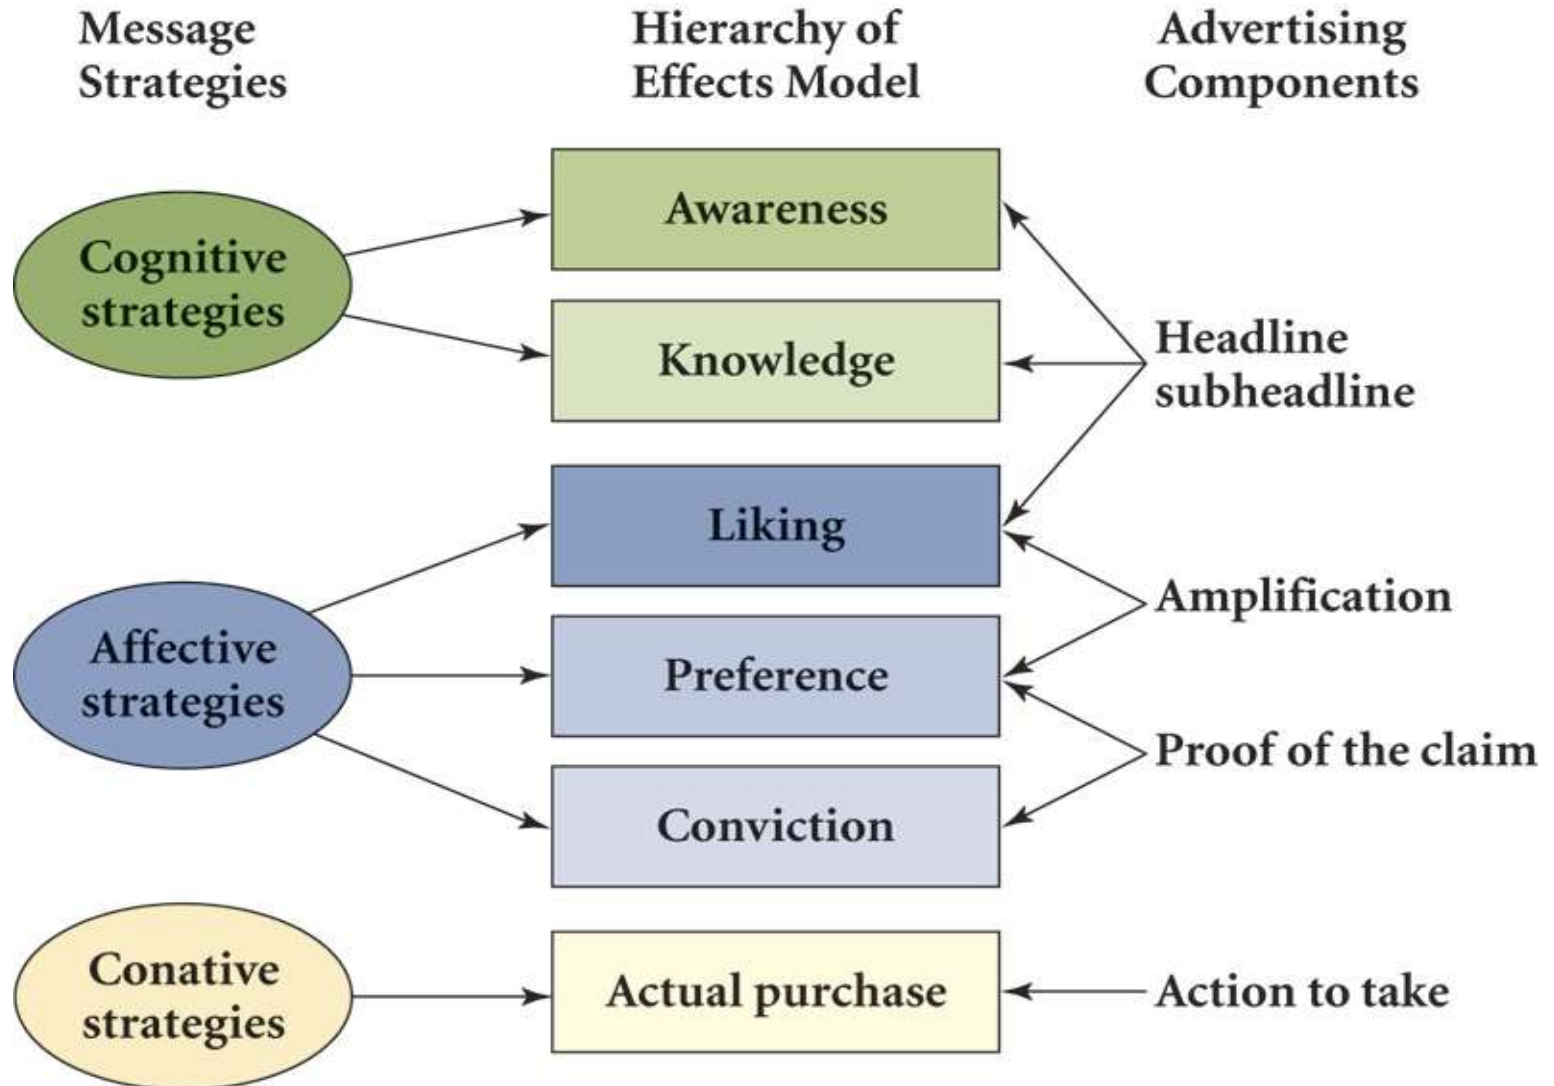 Message
Strategies
Hierarchy of
Effects Model
Advertising
Components
Cognitive
strategies
Awareness
Knowledge
Headline
subheadline
Affective
strategies
Liking
Preference
Conviction
Amplification
Proof of the claim
Conative
strategies
Actual purchase
Action to take